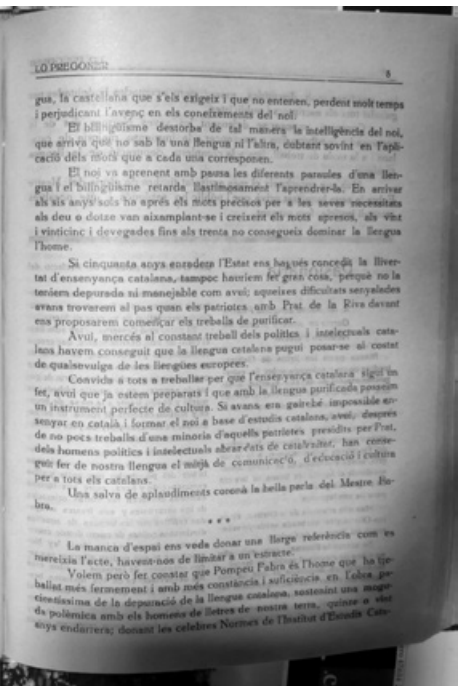 LO PREGONER
5
gua, la castellana que s'els exigeix i que no entenen, perdent molt temps
i perjudicant l'avenç en els coneixements del noi.
El bilingüisme destorba de tal manera la intelligència del noi,
que arriva que no sab la una llengua ni l'altra, dubtant sovint en l'apli-
cació dels mots que a cada una corresponen.
El noi va aprenent amb pausa les diferents paraules d'una llen-
gua i el bilingüisme retarda llastimosament l'apendrer-la. En arrivar
als sis anys sols ha aprés els mots precisos per a les seves necessitats
als deu o dotze van aixamplant-se i creixent els mots apresos, als vint
i vinticinc i devegades fins als trenta no consegueix dominar la llengua
l'home.
Si cinquanta anys enradera l'Estat ens hagués concedit la lliver-
tat d'ensenyança catalana, tampoc hauríem fet gran cosa, perquè no la
teníem depurada ni manejable com avui; aqueixes dificultats senyalades
avans trovarem al pas quan els patriotes amb Prat de la Riva davant
ens proposarem començar els treballs de purificar.
Avui, mercés al constant treball dels polítics i intelectuals cata-
lans havem conseguit que la llengua catalana pugui posar-se al costat
de qualsevulga de les llengües europees.
Convida a tots a treballar per que l'ensenyança catalana sigui un
fet, avui que ja estem preparats i que amb la llengua purificada posseim
un instrument perfecte de cultura. Si avans era gairebé impossible en-
senyar en català i formar el noi a base d'estudis catalans, avui, després
de no pocs treballs d'una minoria d'aquells patriotes presidits per Prat,
dels homens polítics i intelectuals abrandats de catalanitat, han conse-
guit fer de nostra llengua el mitjà de comunicació, d'educació i cultura
per a tots els catalans.
Una salva de aplaudiments coronà la bella parla del Mestre Fa-
bra.
* * *
La manca d'espai ens veda donar una llarga referència com es
mereixia l'acte, havent-nos de limitar a un estracte.
Volem però fer constar que Pompeu Fabra és l'home que ha tre-
ballat més fermement i amb més constància i suficiència en l'obra pa-
cientíssima de la depuració de la llengua catalana, sostenint una
da polèmica amb els homens de lletres de nostra terra, quinze o vint
anys endarrera; donant les celebres Normes de l'Institut d'Estudis Cata-